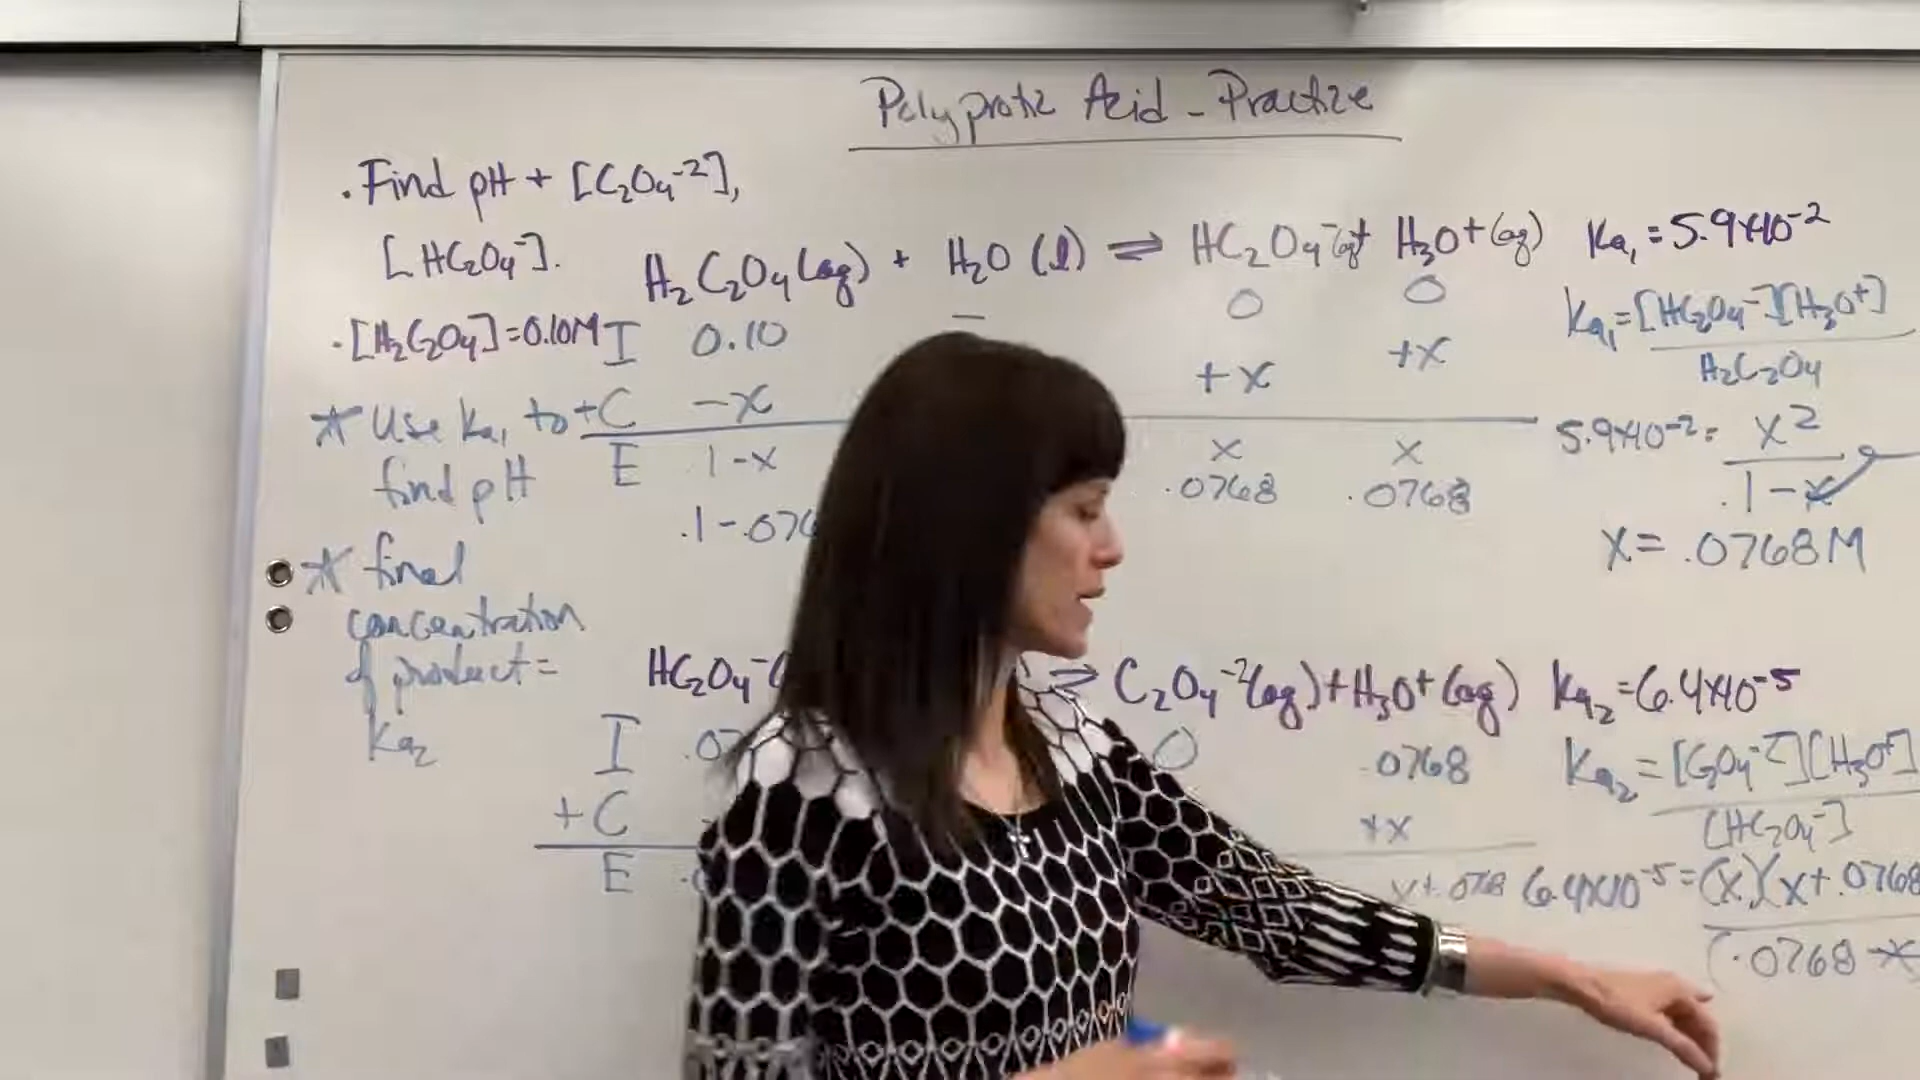 Polyprotic Acid - Practice
. Find pH + [C₂O₄⁻²],
[HC₂O₄⁻].
. [H₂C₂O₄]=0.10M
* Use Ka₁ to
find pH
* final
concentration
of product =
Ka₂
H₂C₂O₄(aq) + H₂O (l) ⇌ HC₂O₄⁻(aq)+ H₃O+(aq) Ka₁ = 5.9x10⁻²
I 0.10 – 0 0
+C -x +x +x
E .1-x x x
.1-.076 .0768 .0768
Ka₁=[HC₂O₄⁻][H₃O⁺]
H₂C₂O₄
5.9x10⁻²= x²
.1-x
x= .0768M
HC₂O₄⁻( ⇌ C₂O₄⁻²(aq)+H₃O+(aq) Ka₂=6.4x10⁻⁵
I .07 0 .0768
+C +x
E x+.0768
Ka₂ = [C₂O₄⁻²][H₃O⁺]
[HC₂O₄⁻]
6.4x10⁻⁵=(x)(x+.0768
(.0768-x